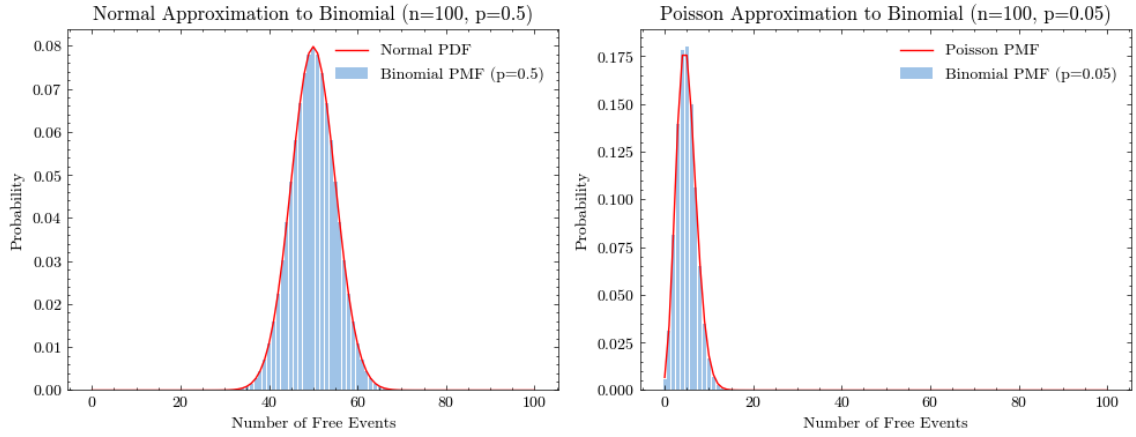 Normal Approximation to Binomial (n=100, p=0.5)
0.08
0.07
0.06
0.05
0.04
0.03
0.02
0.01
0.00
Probability
Normal PDF
Binomial PMF (p=0.5)
0 20 40 60 80 100
Number of Free Events
Poisson Approximation to Binomial (n=100, p=0.05)
0.175
0.150
0.125
0.100
0.075
0.050
0.025
0.000
Probability
Poisson PMF
Binomial PMF (p=0.05)
0 20 40 60 80 100
Number of Free Events